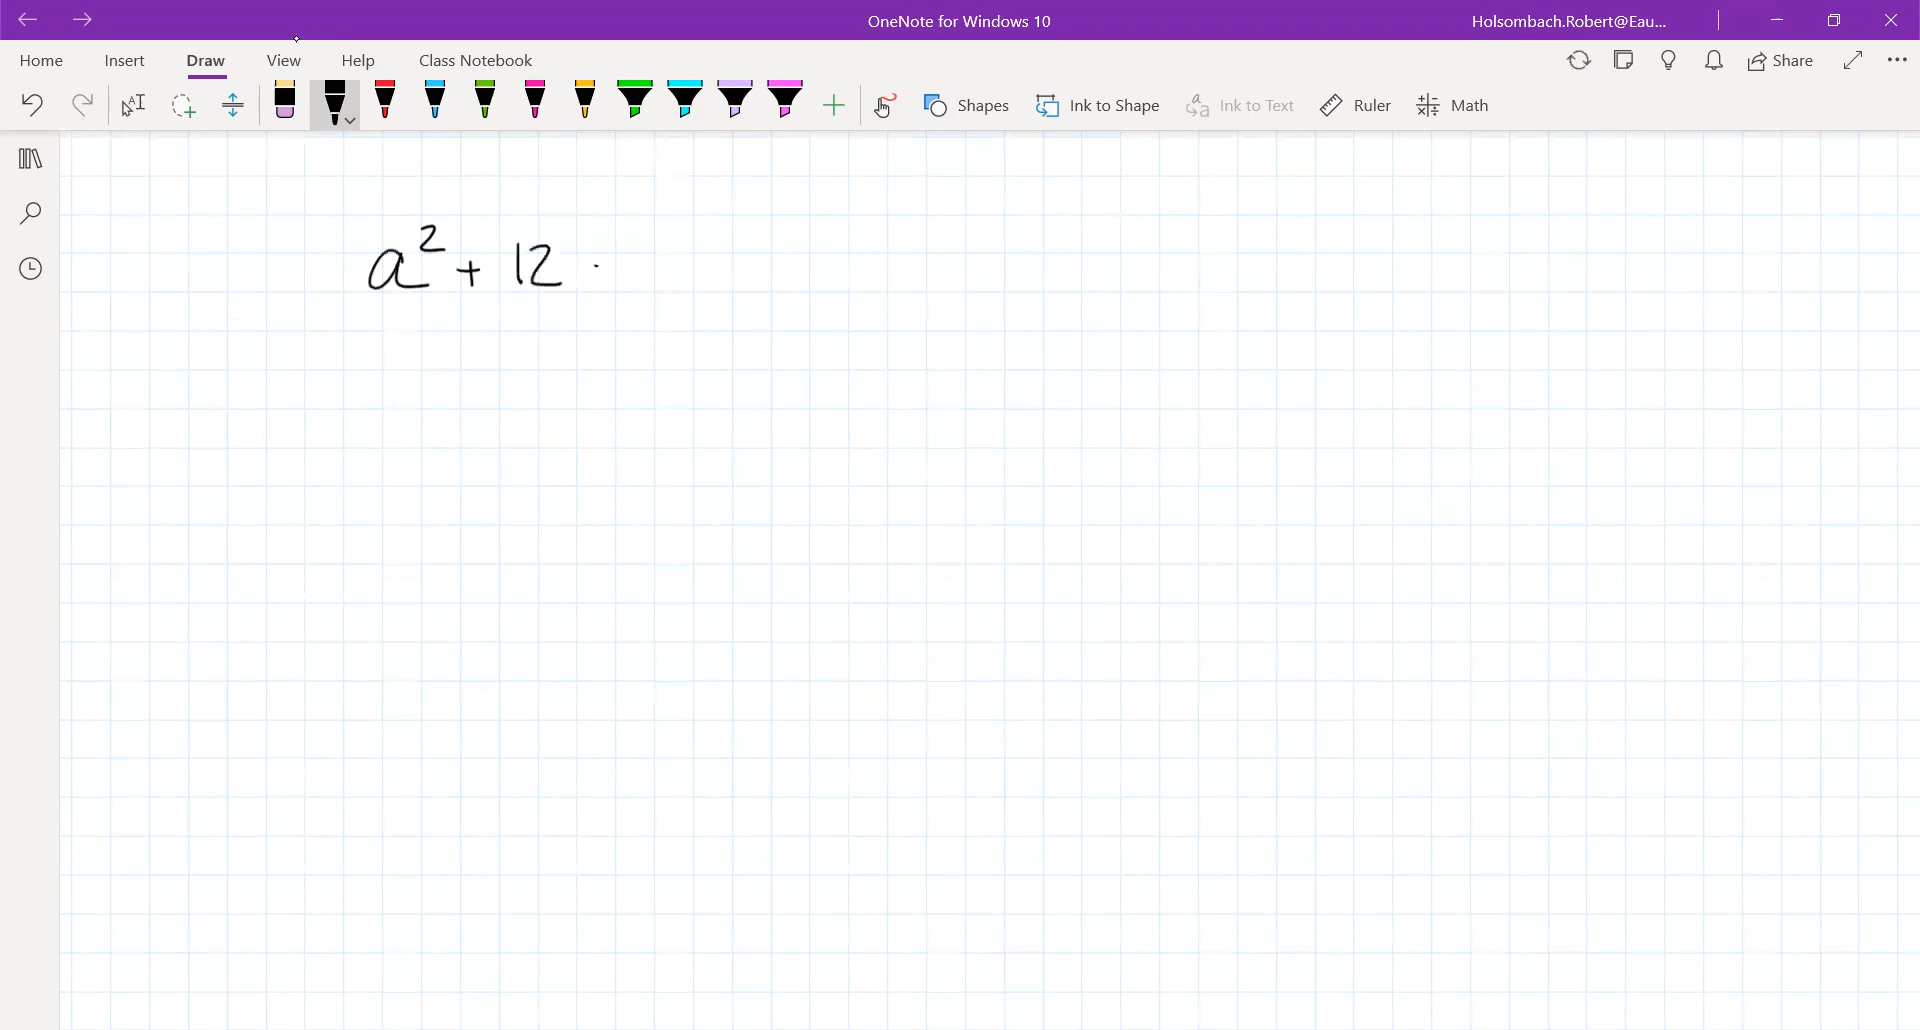 OneNote for Windows 10 Holsombach.Robert@Eau...
Home Insert Draw View Help Class Notebook Share
Shapes Ink to Shape Ink to Text Ruler Math
a² + 12 ·